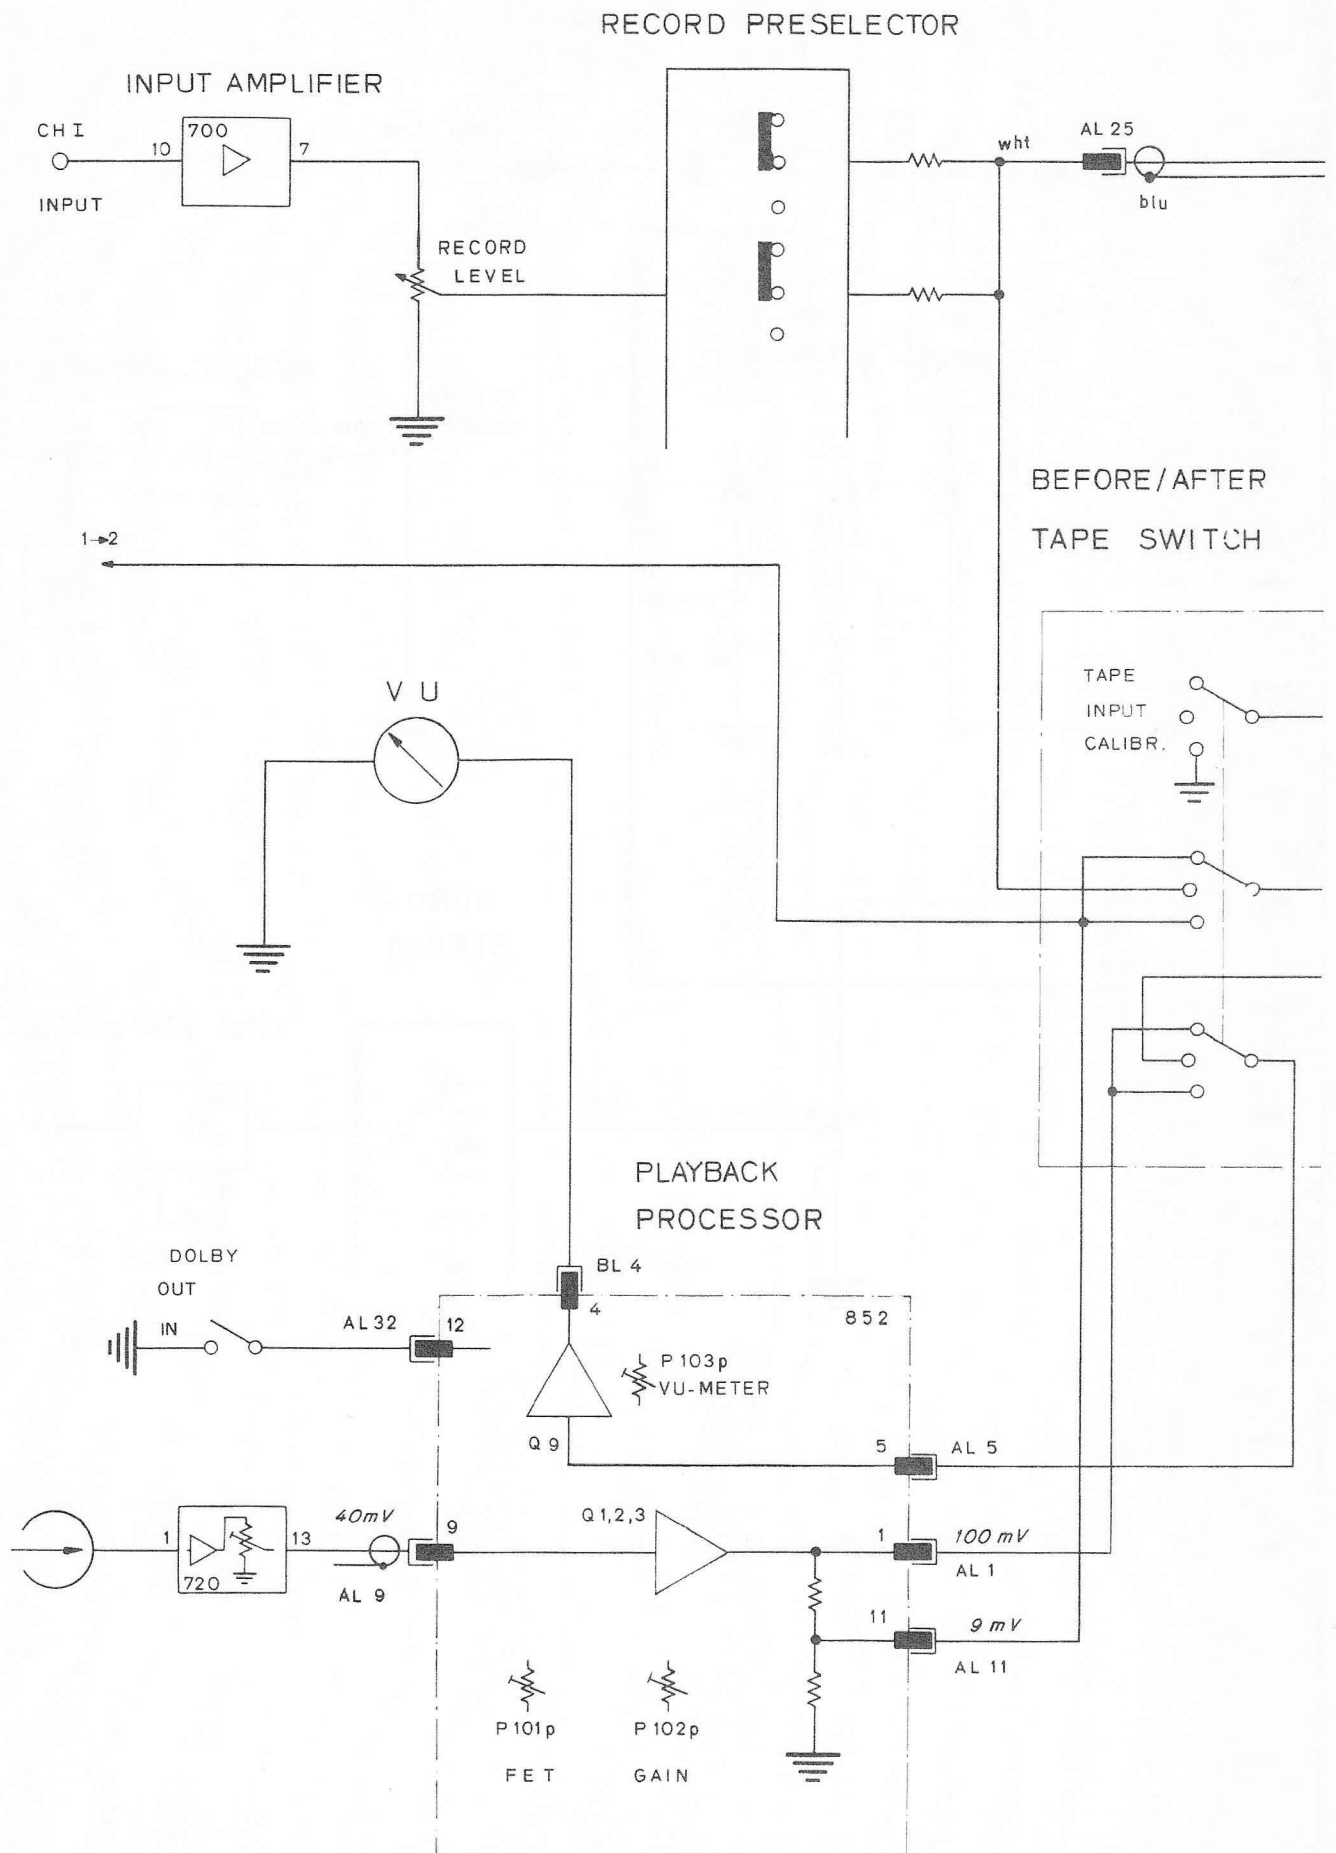 RECORD PRESELECTOR
INPUT AMPLIFIER
CH I
10
700
7
INPUT
wht
AL 25
blu
RECORD
LEVEL
BEFORE/AFTER
TAPE SWITCH
1→2
V U
TAPE
INPUT
CALIBR.
PLAYBACK
PROCESSOR
DOLBY
OUT
IN
AL 32
12
BL 4
4
852
P 103p
VU-METER
Q 9
5
AL 5
1
720
13
40mV
AL 9
9
Q 1,2,3
1
100 mV
AL 1
11
9 mV
AL 11
P 101p
FET
P 102p
GAIN